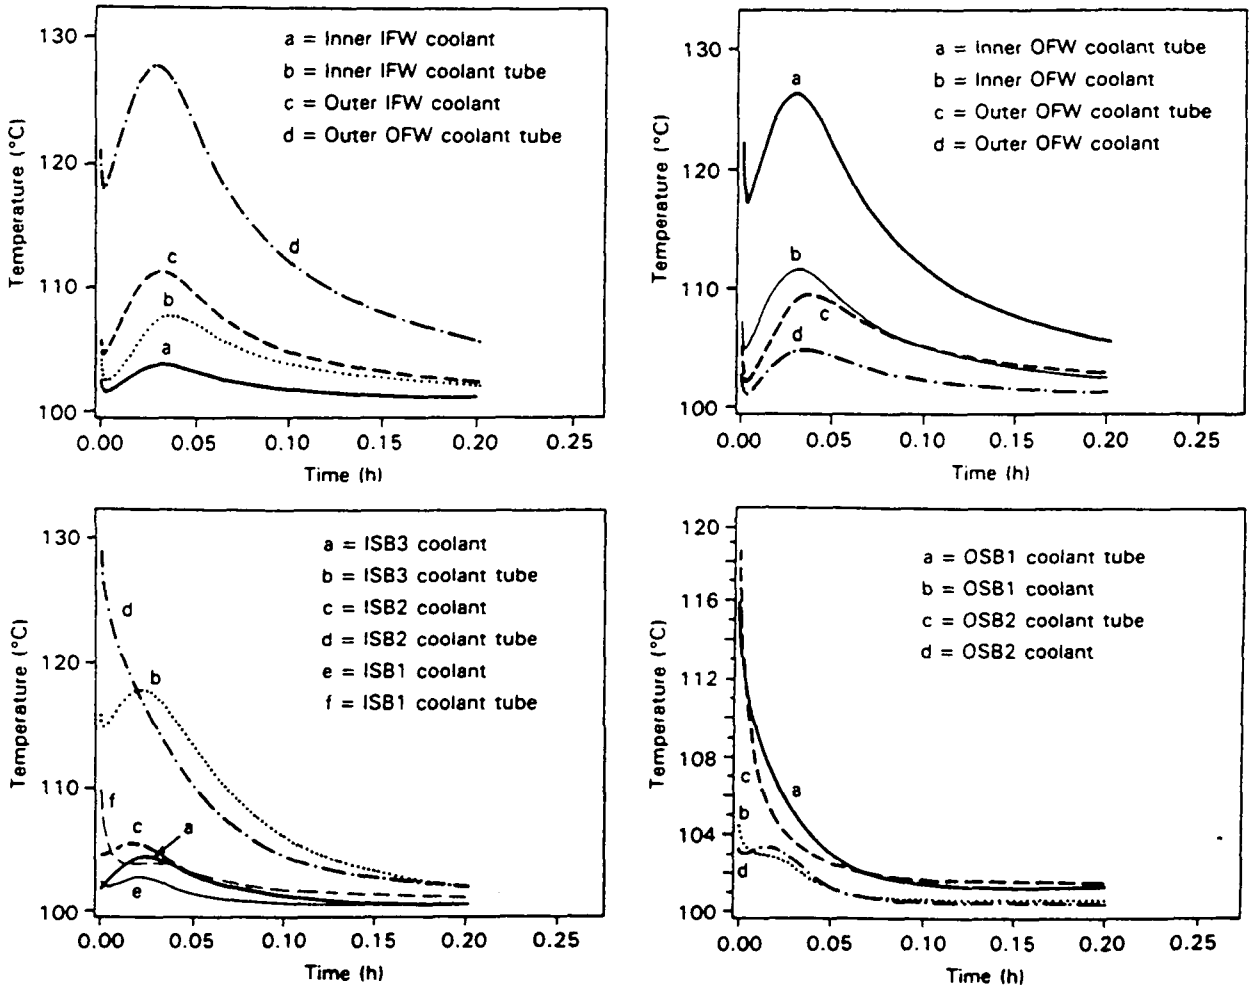 130
120
110
100
Temperature (°C)
a = Inner IFW coolant
b = Inner IFW coolant tube
c = Outer IFW coolant
d = Outer OFW coolant tube
d
c
b
a
0.00 0.05 0.10 0.15 0.20 0.25
Time (h)
130
120
110
100
Temperature (°C)
a = Inner OFW coolant tube
b = Inner OFW coolant
c = Outer OFW coolant tube
d = Outer OFW coolant
a
b
c
d
0.00 0.05 0.10 0.15 0.20 0.25
Time (h)
130
120
110
100
Temperature (°C)
a = ISB3 coolant
b = ISB3 coolant tube
c = ISB2 coolant
d = ISB2 coolant tube
e = ISB1 coolant
f = ISB1 coolant tube
d
b
f
c
a
e
0.00 0.05 0.10 0.15 0.20 0.25
Time (h)
120
116
112
108
104
100
Temperature (°C)
a = OSB1 coolant tube
b = OSB1 coolant
c = OSB2 coolant tube
d = OSB2 coolant
c
a
b
d
0.00 0.05 0.10 0.15 0.20 0.25
Time (h)